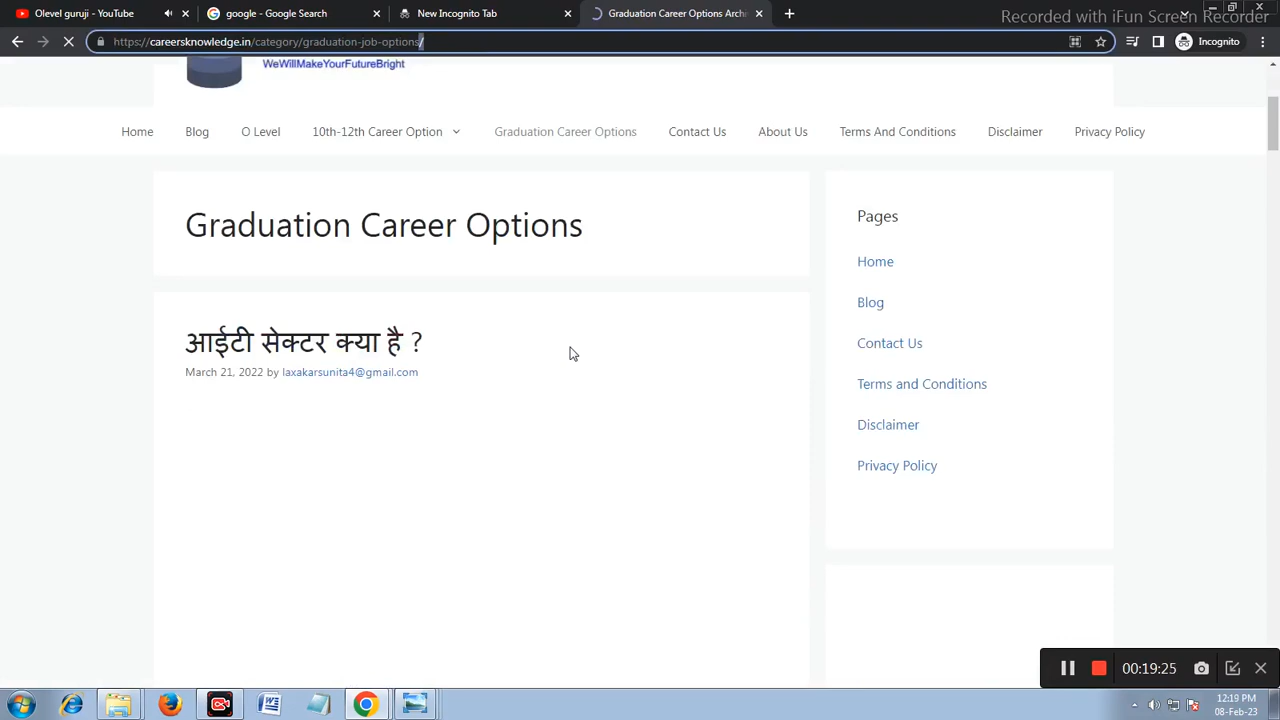 Olevel guruji - YouTube
google - Google Search
New Incognito Tab
Graduation Career Options Archi
Recorded with iFun Screen Recorder
https://careersknowledge.in/category/graduation-job-options/
Incognito
WeWillMakeYourFutureBright
Home Blog O Level 10th-12th Career Option Graduation Career Options Contact Us About Us Terms And Conditions Disclaimer Privacy Policy
Graduation Career Options
आईटी सेक्टर क्या है ?
March 21, 2022 by laxakarsunita4@gmail.com
Pages
Home
Blog
Contact Us
Terms and Conditions
Disclaimer
Privacy Policy
00:19:25
12:19 PM
08-Feb-23